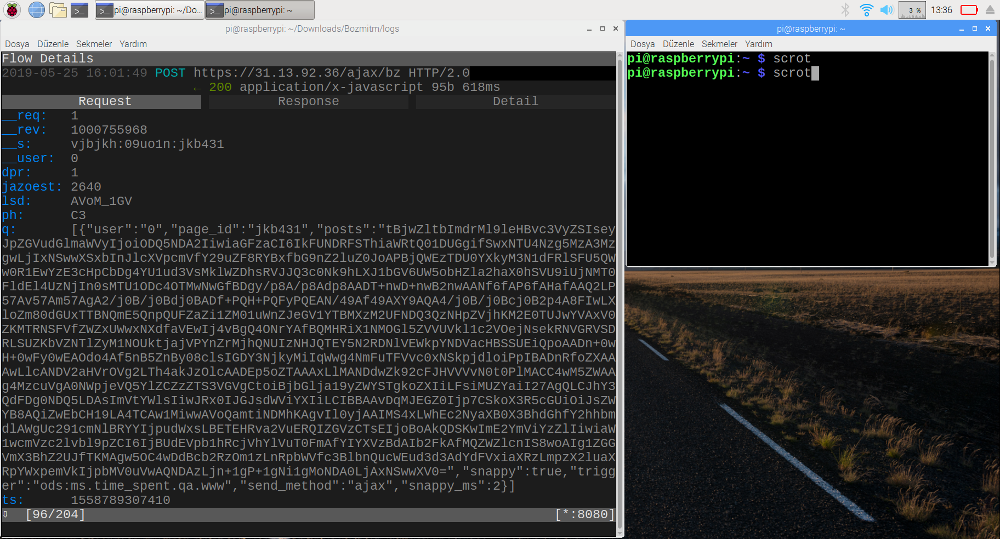 pi@raspberrypi: ~/Do...
pi@raspberrypi: ~
3 %
13:36
pi@raspberrypi: ~/Downloads/Bozmitm/logs
Dosya Düzenle Sekmeler Yardım
Flow Details
2019-05-25 16:01:49 POST https://31.13.92.36/ajax/bz HTTP/2.0
← 200 application/x-javascript 95b 618ms
Request Response Detail
__req: 1
__rev: 1000755968
__s: vjbjkh:09uo1n:jkb431
__user: 0
dpr: 1
jazoest: 2640
lsd: AVoM_1GV
ph: C3
q: [{"user":"0","page_id":"jkb431","posts":"tBjwZltbImdrMl9leHBvc3VyZSIsey
JpZGVudGlmaWVyIjoiODQ5NDA2IiwiaGFzaCI6IkFUNDRFSThiaWRtQ01DUGgifSwxNTU4Nzg5MzA3Mz
gwLjIxNSwwXSxbInJlcXVpcmVfY29uZF8RYBxfbG9nZ2luZ0JoAPBjQWEzTDU0YXkyM3N1dFRlSFU5QW
w0R1EwYzE3cHpCbDg4YU1ud3VsMklWZDhsRVJJQ3c0Nk9hLXJ1bGV6UW5obHZla2haX0hSVU9iUjNMT0
FldEl4UzNjIn0sMTU1ODc4OTMwNwGfBDgy/p8A/p8Adp8AADT+nwD+nwB2nwAANf6fAP6fAHafAAQ2LP
57Av57Am57AgA2/j0B/j0Bdj0BADf+PQH+PQFyPQEAN/49Af49AXY9AQA4/j0B/j0Bcj0B2p4A8FIwLX
loZm80dGUxTTBNQmE5QnpQUFZaZi1ZM01uWnZJeGV1YTBMXzM2UFNDQ3QzNHpZVjhKM2E0TUJwYVAxV0
ZKMTRNSFVfZWZxUWwxNXdfaVEwIj4vBgQ4ONrYAfBQMHRiX1NMOGl5ZVVUVkl1c2VOejNsekRNVGRVSD
RLSUZKbVZNTlZyM1NOUktjajVPYnZrMjhQNUIzNHJQTEY5N2RDNlVEWkpYNDVacHBSSUEiQpoAADn+0w
H+0wFy0wEAOdo4Af5nB5ZnBy08clsIGDY3NjkyMiIqWwg4NmFuTFVvc0xNSkpjdloiPpIBADnRfoZXAA
AwLlcANDV2aHVrOVg2LTh4akJzOlcAADEp5oZTAAAxLlMANDdwZk92cFJHVVVvN0t0PlMACC4wM5ZWAA
g4MzcuVgA0NWpjeVQ5YlZCZzZTS3VGVgCtoiBjbGlja19yZWYSTgkoZXIiLFsiMUZYaiI27AgQLCJhY3
QdFDg0NDQ5LDAsImVtYWlsIiwJRx0IJGJsdWViYXIiLCIBBAAvDqMJEGZ0Ijp7CSkoX3R5cGUiOiJsZW
YB8AQiZwEbCH19LA4TCAw1MiwwAVoQamtiNDMhKAgvIl0yjAAIMS4xLWhEc2NyaXB0X3BhdGhfY2hhbm
dlAWgUc291cmNlBRYYIjpudWxsLBETEHRva2VuERQIZGVzCTsEIjoBoAkQDSKwImE2YmViYzZlIiwiaW
1wcmVzc2lvbl9pZCI6IjBUdEVpb1hRcjVhYlVuT0FmAfYIYXVzBdAIb2FkAfMQZWZlcnIS8woAIg1ZGG
VmX3BhZ2UJfTKMAgw5OC4wDdBcb2RzOm1zLnRpbWVfc3BlbnQucWEud3d3AdYdFVxiaXRzLmpzX2luaX
RpYWxpemVkIjpbMV0uVwAQNDAzLjn+1gP+1gNi1gMoNDA0LjAxNSwwXV0=","snappy":true,"trigg
er":"ods:ms.time_spent.qa.www","send_method":"ajax","snappy_ms":2}]
ts: 1558789307410
⇩ [96/204] [*:8080]
pi@raspberrypi: ~
Dosya Düzenle Sekmeler Yardım
pi@raspberrypi:~ $ scrot
pi@raspberrypi:~ $ scrot